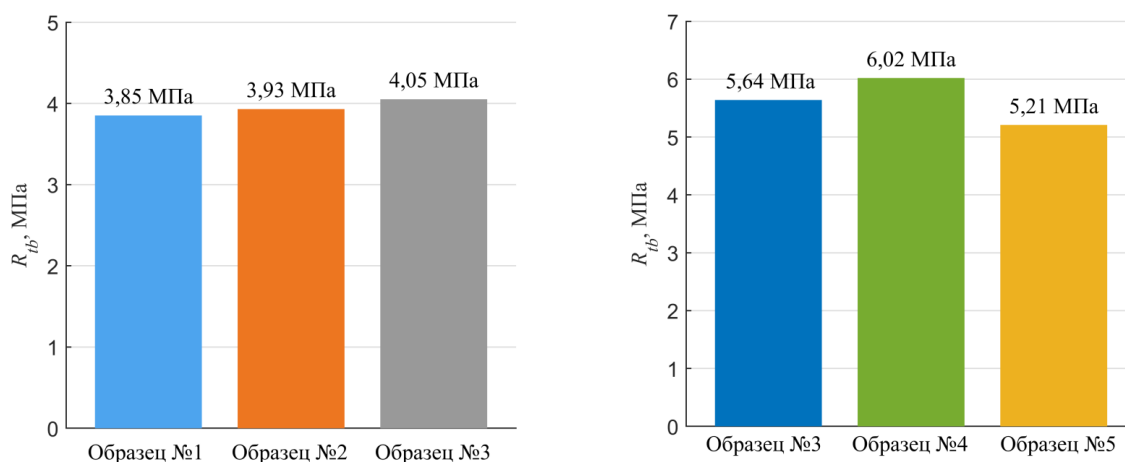 5
4
3
2
1
0
R_tb, МПа
3,85 МПа
3,93 МПа
4,05 МПа
Образец №1
Образец №2
Образец №3
7
6
5
4
3
2
1
0
R_tb, МПа
5,64 МПа
6,02 МПа
5,21 МПа
Образец №3
Образец №4
Образец №5